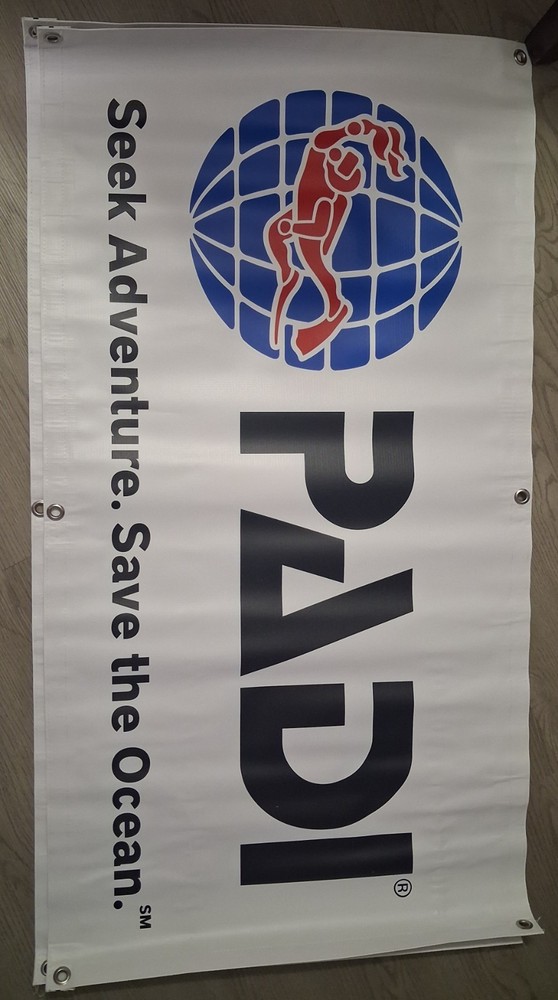 PADI®
Seek Adventure. Save the Ocean.℠